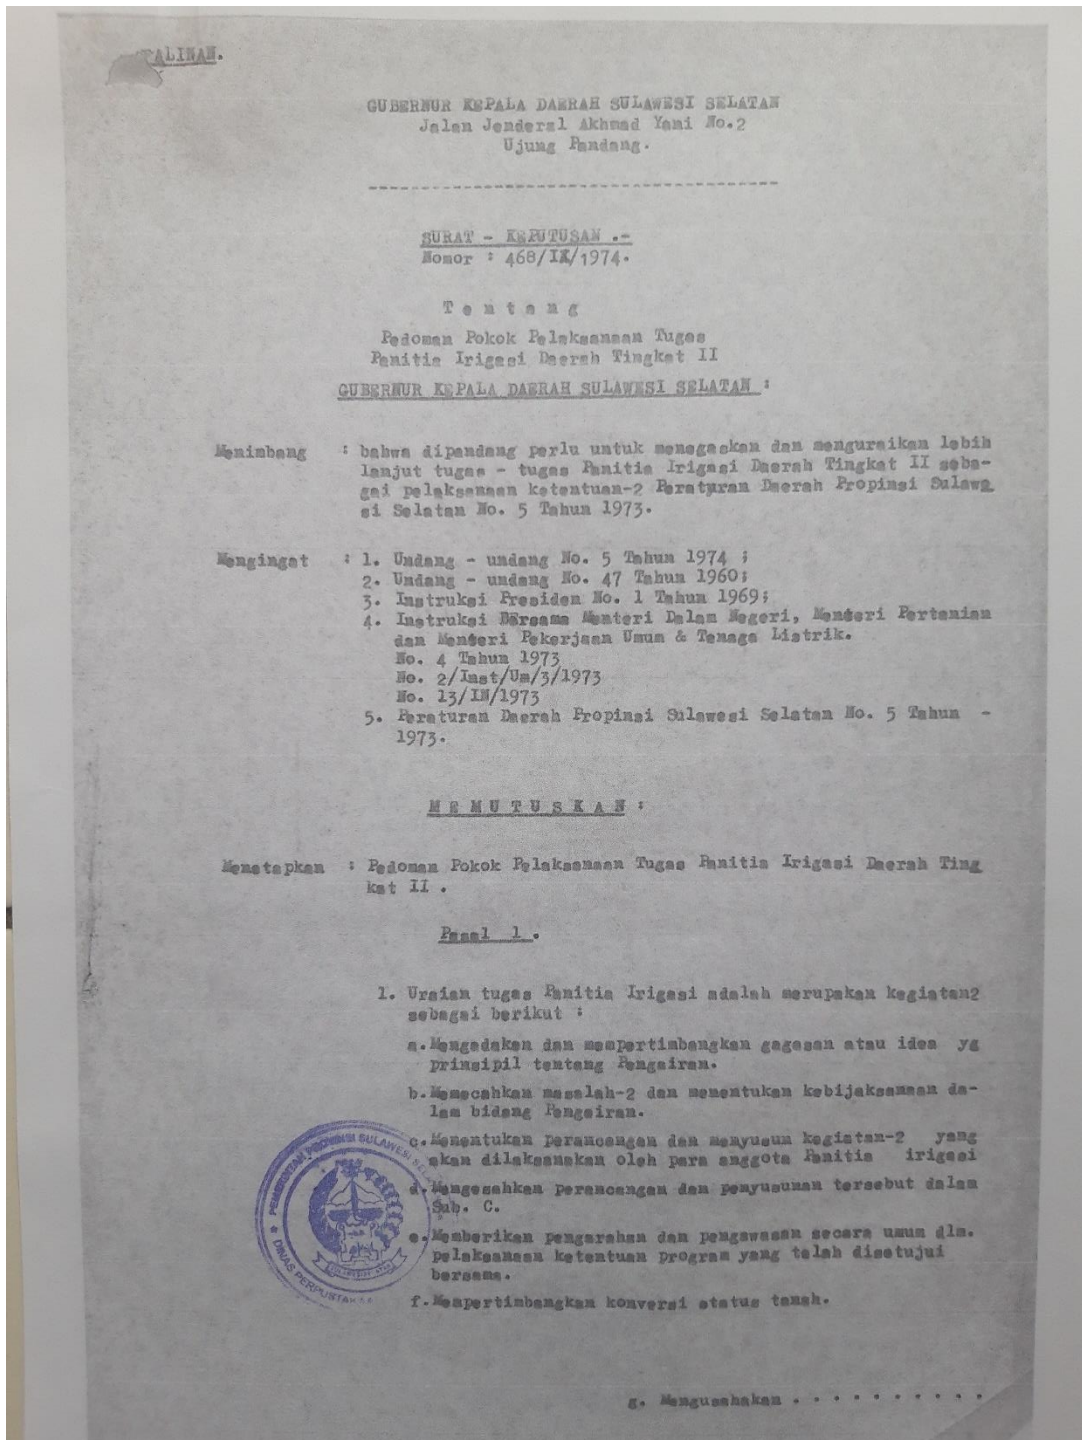 SALINAN.
GUBERNUR KEPALA DAERAH SULAWESI SELATAN
Jalan Jenderal Akhmad Yani No.2
Ujung Pandang.
SURAT - KEPUTUSAN .-
Nomor : 468/IX/1974.
T e n t a n g
Pedoman Pokok Pelaksanaan Tugas
Panitia Irigasi Daerah Tingkat II
GUBERNUR KEPALA DAERAH SULAWESI SELATAN :
Menimbang : bahwa dipandang perlu untuk menegaskan dan menguraikan lebih
lanjut tugas - tugas Panitia Irigasi Daerah Tingkat II seba-
gai pelaksanaan ketentuan-2 Peraturan Daerah Propinsi Sulawe
si Selatan No. 5 Tahun 1973.
Mengingat : 1. Undang - undang No. 5 Tahun 1974 ;
2. Undang - undang No. 47 Tahun 1960;
3. Instruksi Presiden No. 1 Tahun 1969;
4. Instruksi Bersama Menteri Dalam Negeri, Menteri Pertanian
dan Menteri Pekerjaan Umum & Tenaga Listrik.
No. 4 Tahun 1973
No. 2/Inst/Um/3/1973
No. 13/IN/1973
5. Peraturan Daerah Propinsi Sulawesi Selatan No. 5 Tahun -
1973.
M E M U T U S K A N :
Menetapkan : Pedoman Pokok Pelaksanaan Tugas Panitia Irigasi Daerah Ting
kat II .
Pasal 1 .
1. Uraian tugas Panitia Irigasi adalah merupakan kegiatan2
sebagai berikut :
a. Mengadakan dan mempertimbangkan gagasan atau idea yg
prinsipil tentang Pengairan.
b. Memecahkan masalah-2 dan menentukan kebijaksanaan da-
lam bidang Pengairan.
c. Menentukan perancangan dan menyusun kegiatan-2 yang
akan dilaksanakan oleh para anggota Panitia irigasi
d. Mengesahkan perancangan dan penyusunan tersebut dalam
Sub. C.
e. Memberikan pengarahan dan pengawasan secara umum dlm.
pelaksanaan ketentuan program yang telah disetujui
bersama.
f. Mempertimbangkan konversi status tanah.
PEMERINTAH PROVINSI SULAWESI
DINAS PERPUSTAKAA
g. Mengusahakan . . . . . . . . . .